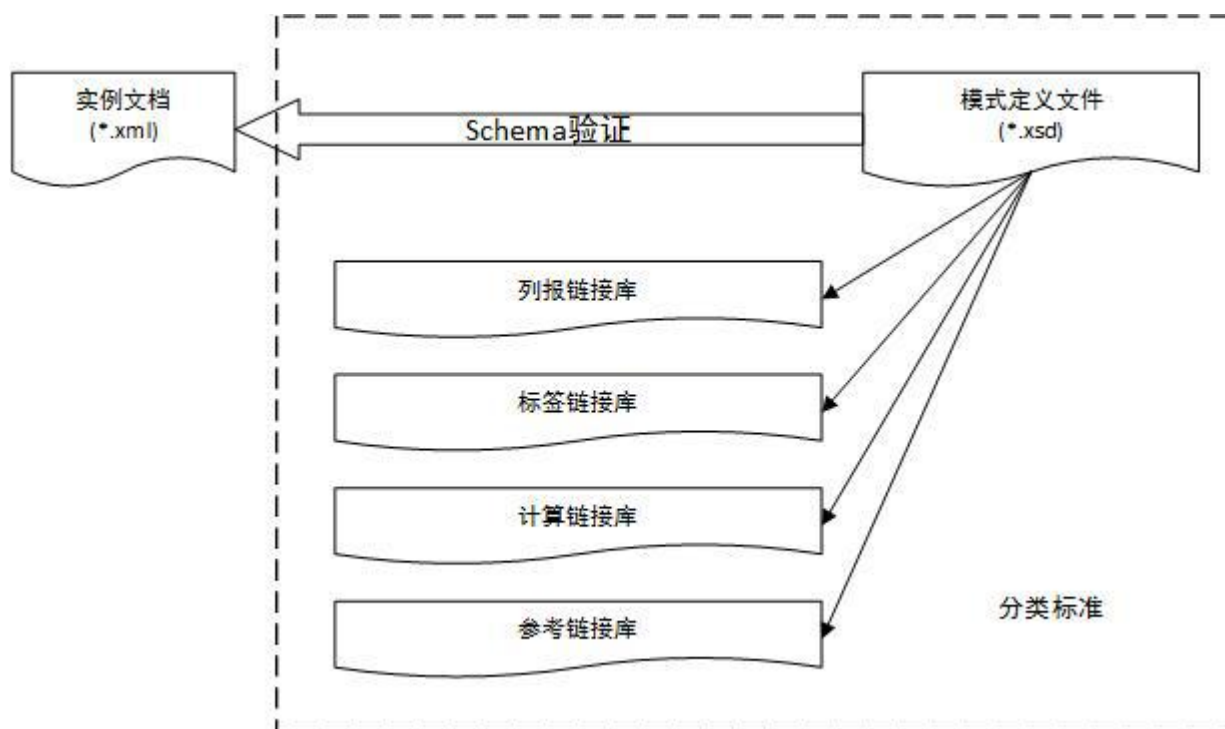 实例文档
(*.xml)
Schema验证
模式定义文件
(*.xsd)
列报链接库
标签链接库
计算链接库
参考链接库
分类标准